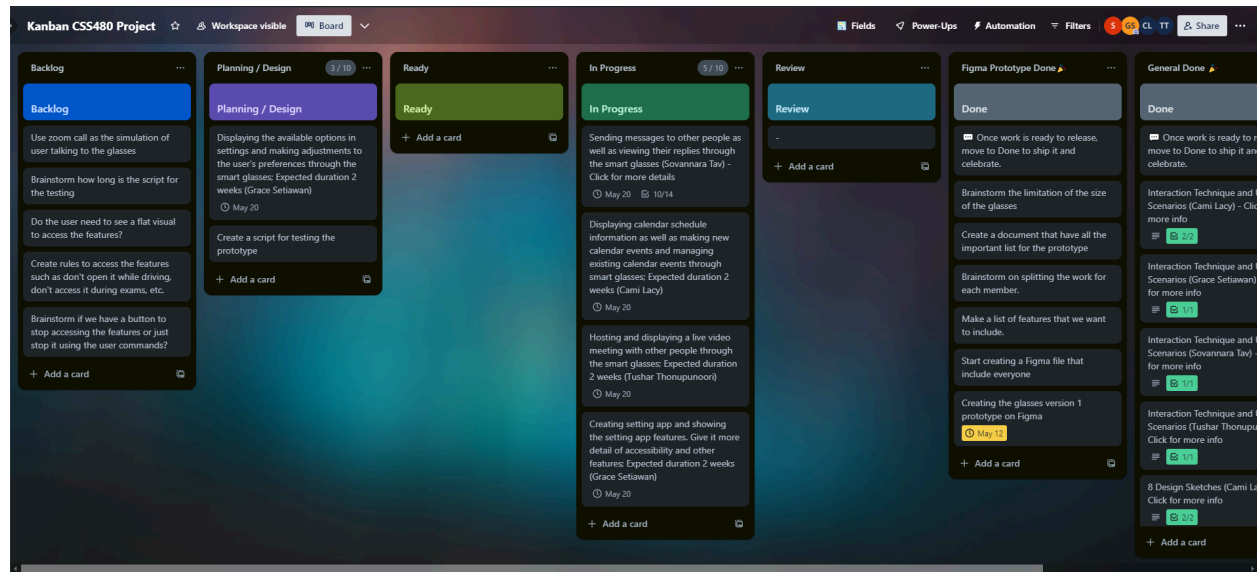 Kanban CSS480 Project
Workspace visible
Board
Fields
Power-Ups
Automation
Filters
S
GS
CL
TT
Share
Backlog
Backlog
Use zoom call as the simulation of
user talking to the glasses
Brainstorm how long is the script for
the testing
Do the user need to see a flat visual
to access the features?
Create rules to access the features
such as don't open it while driving,
don't access it during exams, etc.
Brainstorm if we have a button to
stop accessing the features or just
stop it using the user commands?
+ Add a card
Planning / Design
3 / 10
Planning / Design
Displaying the available options in
settings and making adjustments to
the user's preferences through the
smart glasses; Expected duration 2
weeks (Grace Setiawan)
May 20
Create a script for testing the
prototype
+ Add a card
Ready
Ready
+ Add a card
In Progress
5 / 10
In Progress
Sending messages to other people as
well as viewing their replies through
the smart glasses (Sovannara Tav) -
Click for more details
May 20
10/14
Displaying calendar schedule
information as well as making new
calendar events and managing
existing calendar events through
smart glasses; Expected duration 2
weeks (Cami Lacy)
May 20
Hosting and displaying a live video
meeting with other people through
the smart glasses; Expected duration
2 weeks (Tushar Thonupunoori)
May 20
Creating setting app and showing
the setting app features. Give it more
detail of accessibility and other
features; Expected duration 2 weeks
(Grace Setiawan)
May 20
+ Add a card
Review
Review
-
+ Add a card
Figma Prototype Done
Done
Once work is ready to release,
move to Done to ship it and
celebrate.
Brainstorm the limitation of the size
of the glasses
Create a document that have all the
important list for the prototype
Brainstorm on splitting the work for
each member.
Make a list of features that we want
to include.
Start creating a Figma file that
include everyone
Creating the glasses version 1
prototype on Figma
May 12
+ Add a card
General Done
Done
Once work is ready to r
move to Done to ship it an
celebrate.
Interaction Technique and U
Scenarios (Cami Lacy) - Clic
more info
2/2
Interaction Technique and U
Scenarios (Grace Setiawan)
for more info
1/1
Interaction Technique and U
Scenarios (Sovannara Tav) -
for more info
1/1
Interaction Technique and U
Scenarios (Tushar Thonupu
Click for more info
1/1
8 Design Sketches (Cami La
Click for more info
2/2
+ Add a card